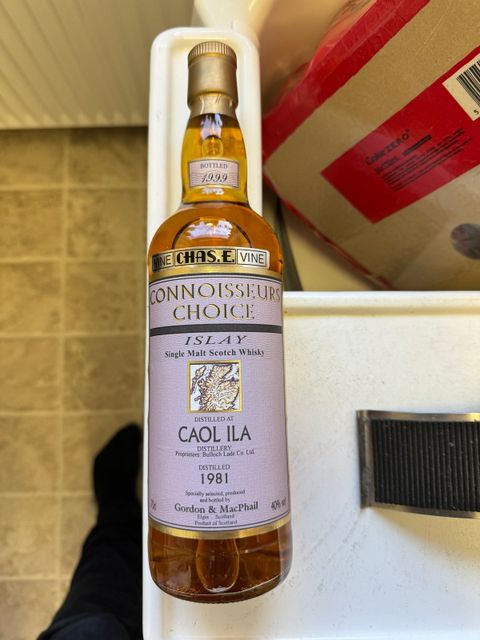 BOTTLED
1999
VINE CHAS.E. VINE
CONNOISSEURS
CHOICE
ISLAY
Single Malt Scotch Whisky
DISTILLED AT
CAOL ILA
DISTILLERY
Proprietors: Bulloch Lade Co. Ltd.
DISTILLED
1981
Specially selected, produced
and bottled by
Gordon & MacPhail
Elgin Scotland
Product of Scotland
40%
ZERO